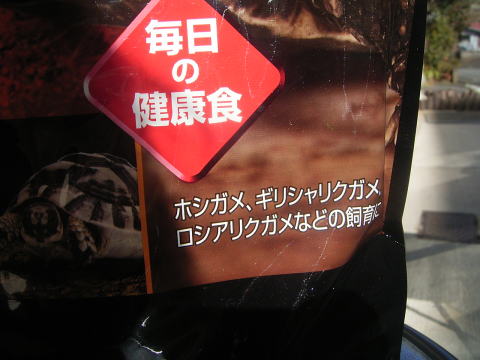 毎日
の
健康食
ホシガメ、ギリシャリクガメ、
ロシアリクガメなどの飼育に